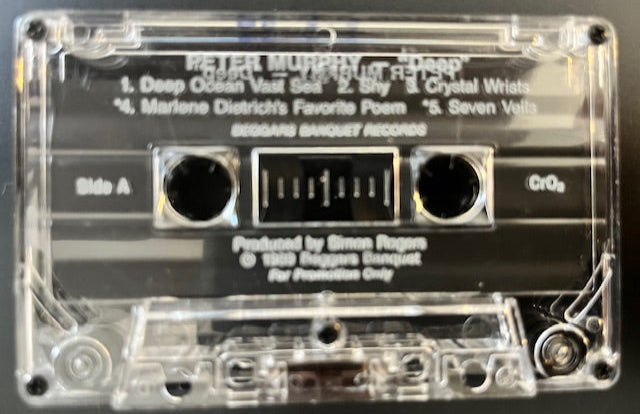 PETER MURPHY — "Deep"
1. Deep Ocean Vast Sea  2. Shy  3. Crystal Wrists
*4. Marlene Dietrich's Favorite Poem  *5. Seven Veils
BEGGARS BANQUET RECORDS
Side A
CrO₂
Produced by Simon Rogers
© 1989 Beggars Banquet
For Promotion Only